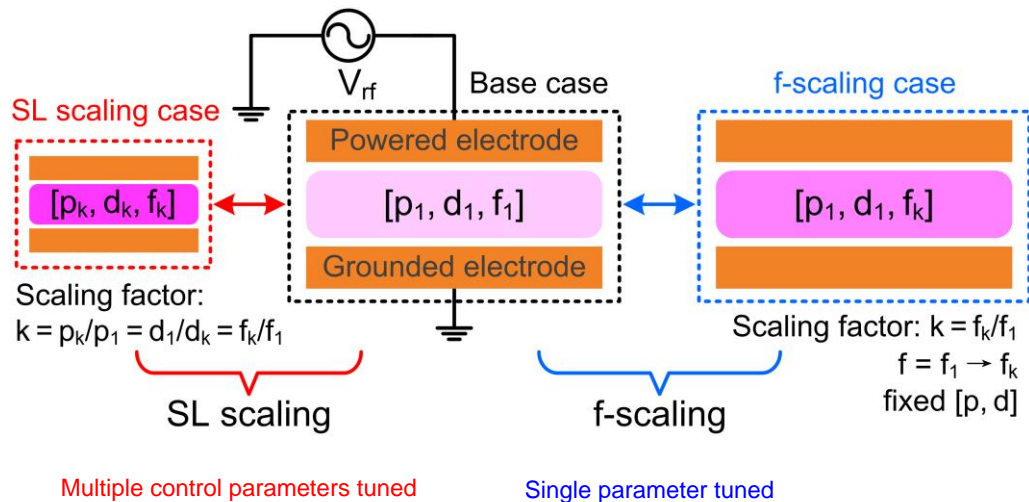 V_rf
Base case
SL scaling case
f-scaling case
Powered electrode
[p_k, d_k, f_k]
[p_1, d_1, f_1]
[p_1, d_1, f_k]
Grounded electrode
Scaling factor:
k = p_k/p_1 = d_1/d_k = f_k/f_1
Scaling factor: k = f_k/f_1
f = f_1 → f_k
fixed [p, d]
SL scaling
f-scaling
Multiple control parameters tuned
Single parameter tuned